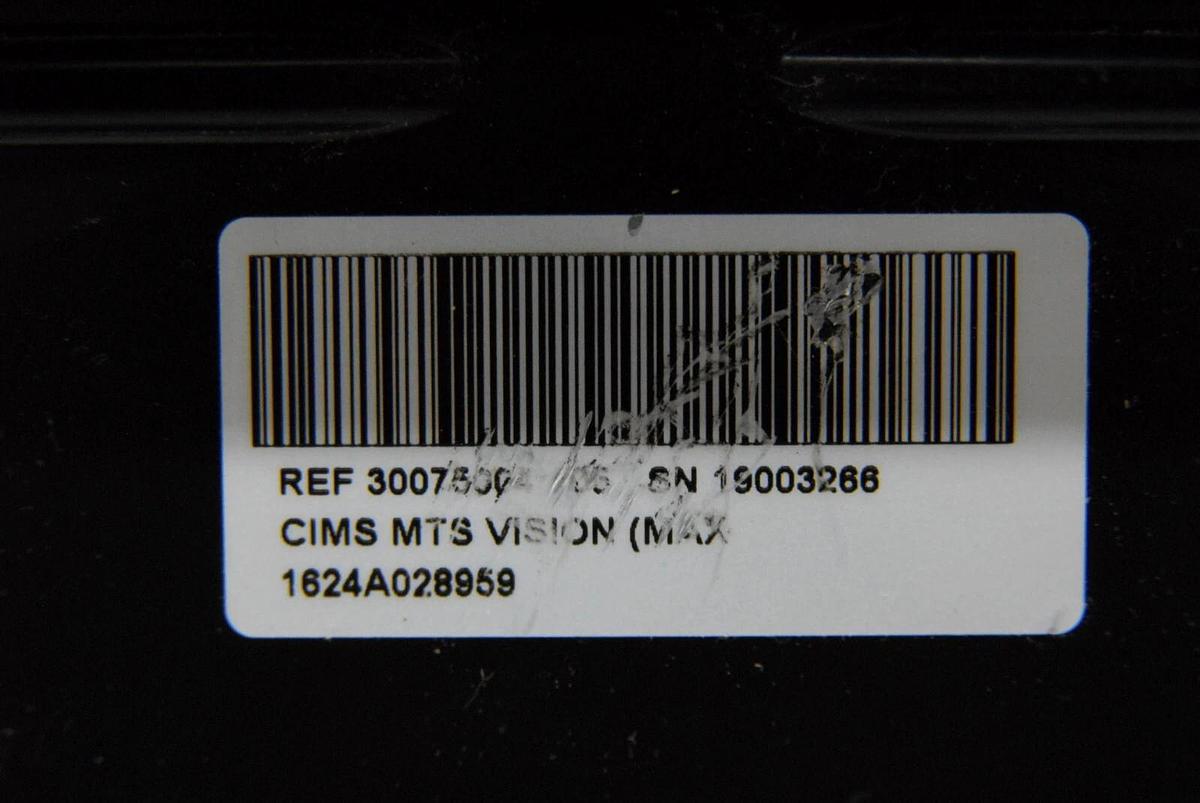 REF SN 19003266
CIMS MTS VISION (MAX
1624A028959